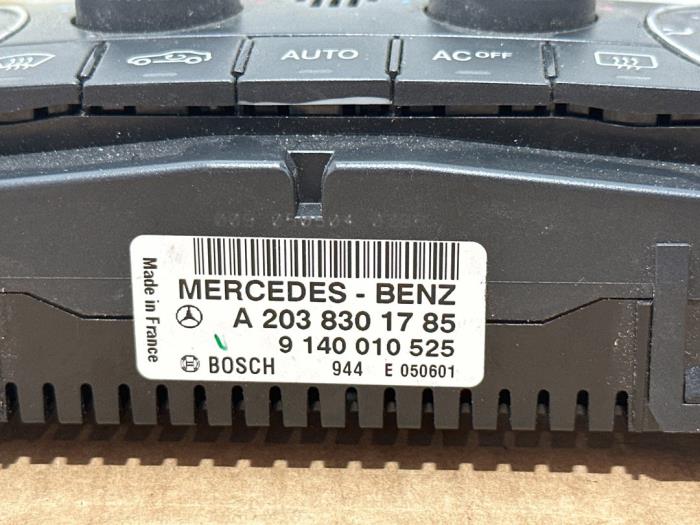 AUTO
AC OFF
Made in France
MERCEDES - BENZ
A 203 830 17 85
9 140 010 525
BOSCH 944 E 050601